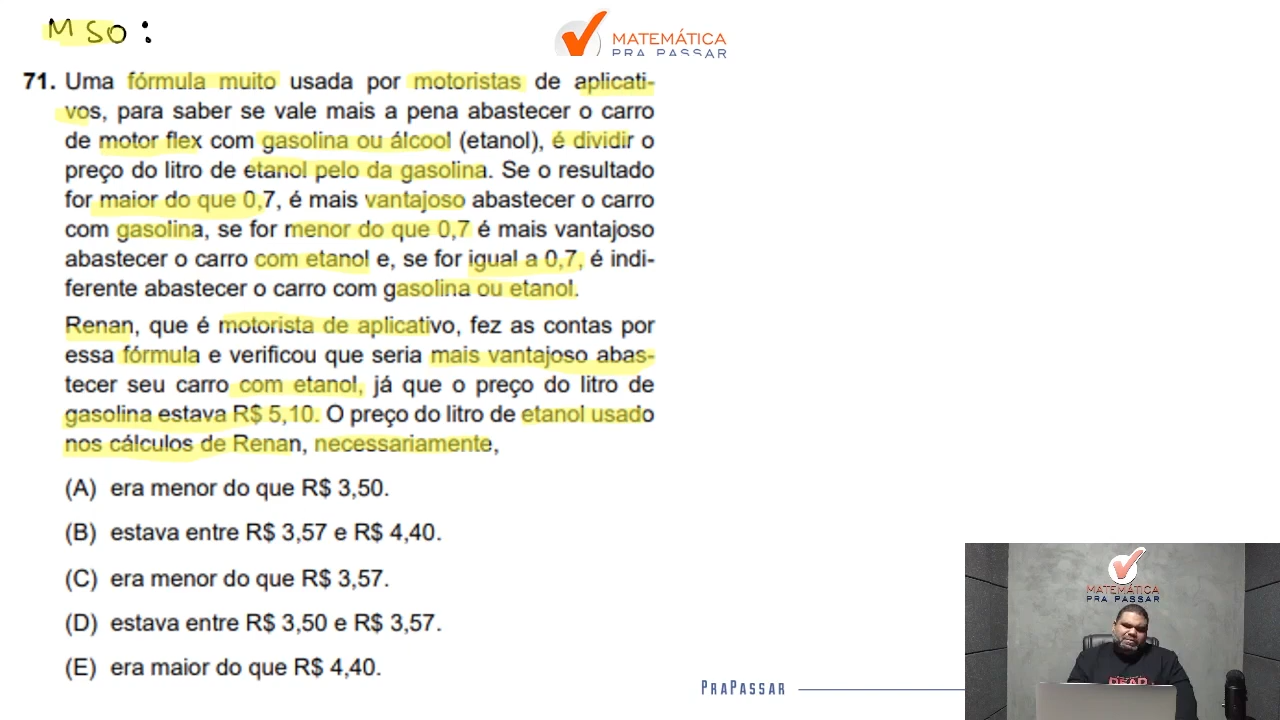 MSO:
MATEMÁTICA
PRA PASSAR
71. Uma fórmula muito usada por motoristas de aplicati-
vos, para saber se vale mais a pena abastecer o carro
de motor flex com gasolina ou álcool (etanol), é dividir o
preço do litro de etanol pelo da gasolina. Se o resultado
for maior do que 0,7, é mais vantajoso abastecer o carro
com gasolina, se for menor do que 0,7 é mais vantajoso
abastecer o carro com etanol e, se for igual a 0,7, é indi-
ferente abastecer o carro com gasolina ou etanol.
Renan, que é motorista de aplicativo, fez as contas por
essa fórmula e verificou que seria mais vantajoso abas-
tecer seu carro com etanol, já que o preço do litro de
gasolina estava R$ 5,10. O preço do litro de etanol usado
nos cálculos de Renan, necessariamente,
(A) era menor do que R$ 3,50.
(B) estava entre R$ 3,57 e R$ 4,40.
(C) era menor do que R$ 3,57.
(D) estava entre R$ 3,50 e R$ 3,57.
(E) era maior do que R$ 4,40.
MATEMÁTICA
PRA PASSAR
PRAPASSAR